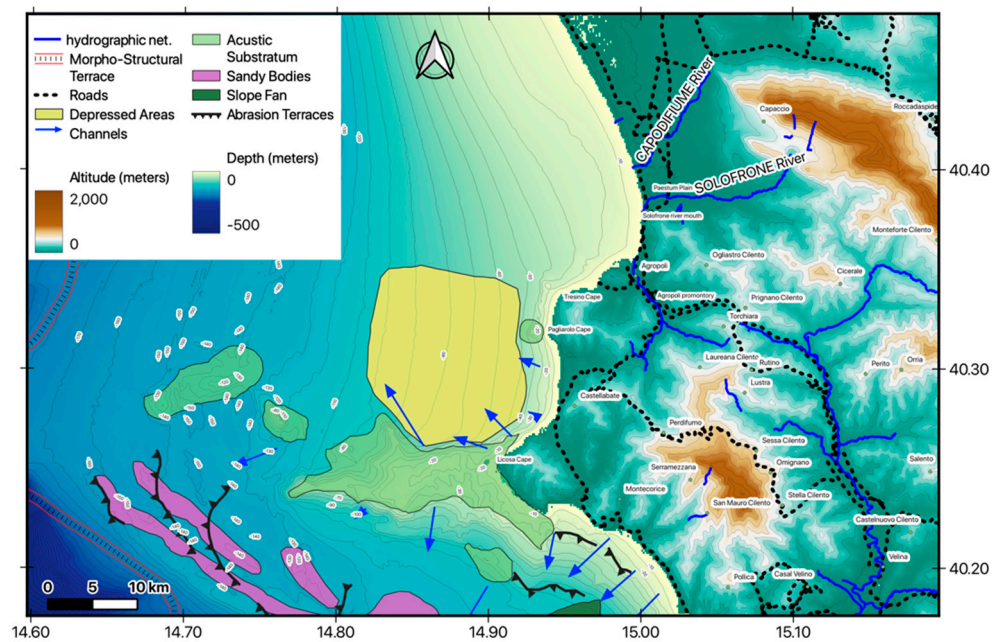 hydrographic net.
Morpho-Structural
Terrace
Roads
Depressed Areas
Channels
Acustic
Substratum
Sandy Bodies
Slope Fan
Abrasion Terraces
Altitude (meters)
2,000
0
Depth (meters)
0
-500
0 5 10 km
CAPODIFIUME River
SOLOFRONE River
Capaccio
Roccadaspide
Paestum Plain
Solofrone river mouth
Monteforte Cilento
Agropoli
Ogliastro Cilento
Cicerale
Tresino Cape
Agropoli promontory
Prignano Cilento
Torchiara
Pagliarolo Cape
Laureana Cilento
Rutino
Perito
Orria
Lustra
Castellabate
Perdifumo
Sessa Cilento
Licosa Cape
Serramezzana
Omignano
Salento
Montecorice
Stella Cilento
San Mauro Cilento
Castelnuovo Cilento
Velina
Pollica
Casal Velino
40.40
40.30
40.20
14.60 14.70 14.80 14.90 15.00 15.10